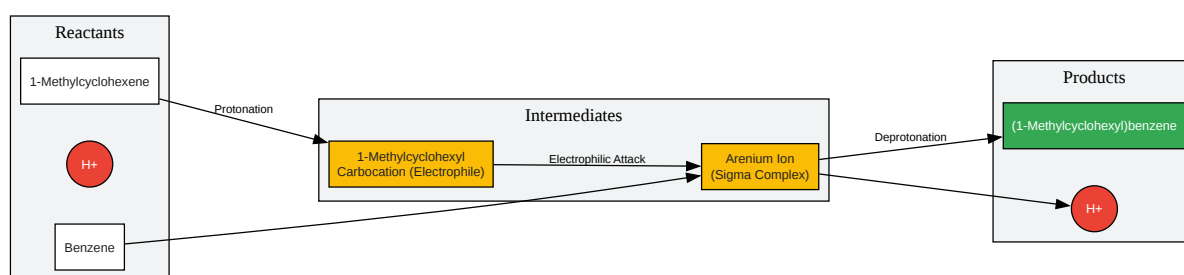 Reactants
1-Methylcyclohexene
H+
Benzene
Protonation
Intermediates
1-Methylcyclohexyl
Carbocation (Electrophile)
Electrophilic Attack
Arenium Ion
(Sigma Complex)
Deprotonation
Products
(1-Methylcyclohexyl)benzene
H+